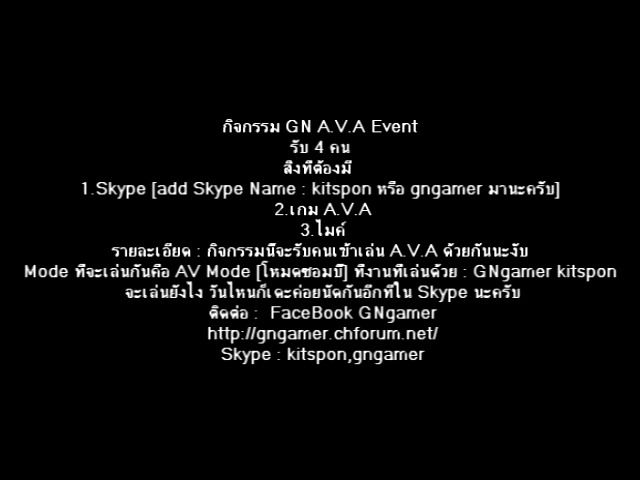 กิจกรรม GN A.V.A Event
รับ 4 คน
สิ่งที่ต้องมี
1.Skype [add Skype Name : kitspon หรือ gngamer มานะครับ]
2.เกม A.V.A
3.ไมค์
รายละเอียด : กิจกรรมนี้จะรับคนเข้าเล่น A.V.A ด้วยกันนะงับ
Mode ที่จะเล่นกันคือ AV Mode [โหมดซอมบี้] ทีมงานที่เล่นด้วย : GNgamer kitspon
จะเล่นยังไง วันไหนก็เดะค่อยนัดกันอีกทีใน Skype นะครับ
ติดต่อ : FaceBook GNgamer
http://gngamer.chforum.net/
Skype : kitspon,gngamer